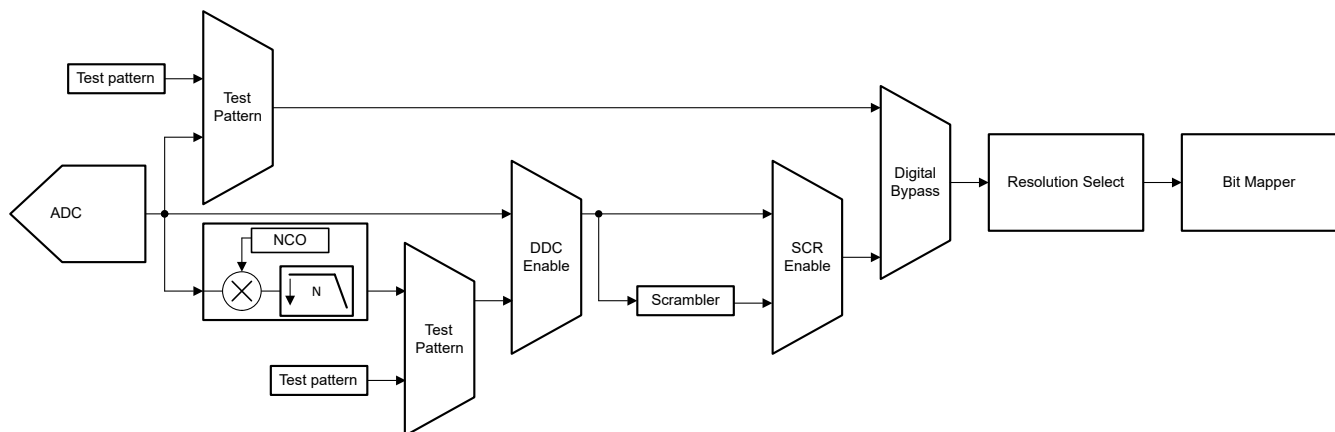 Test pattern
Test
Pattern
ADC
NCO
N
Test
Pattern
Test pattern
DDC
Enable
Scrambler
SCR
Enable
Digital
Bypass
Resolution Select
Bit Mapper